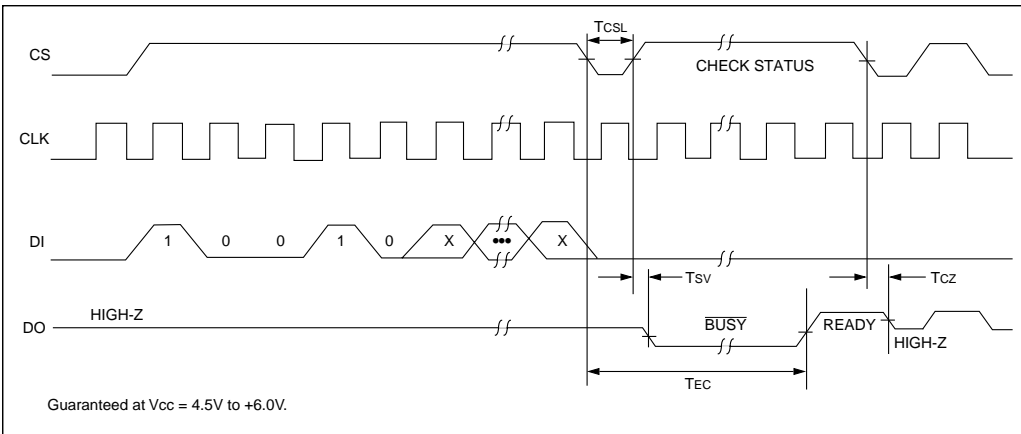 TCSL
CS
CHECK STATUS
CLK
DI 1 0 0 1 0 X ••• X
TSV TCZ
HIGH-Z
DO BUSY READY
HIGH-Z
TEC
Guaranteed at Vcc = 4.5V to +6.0V.